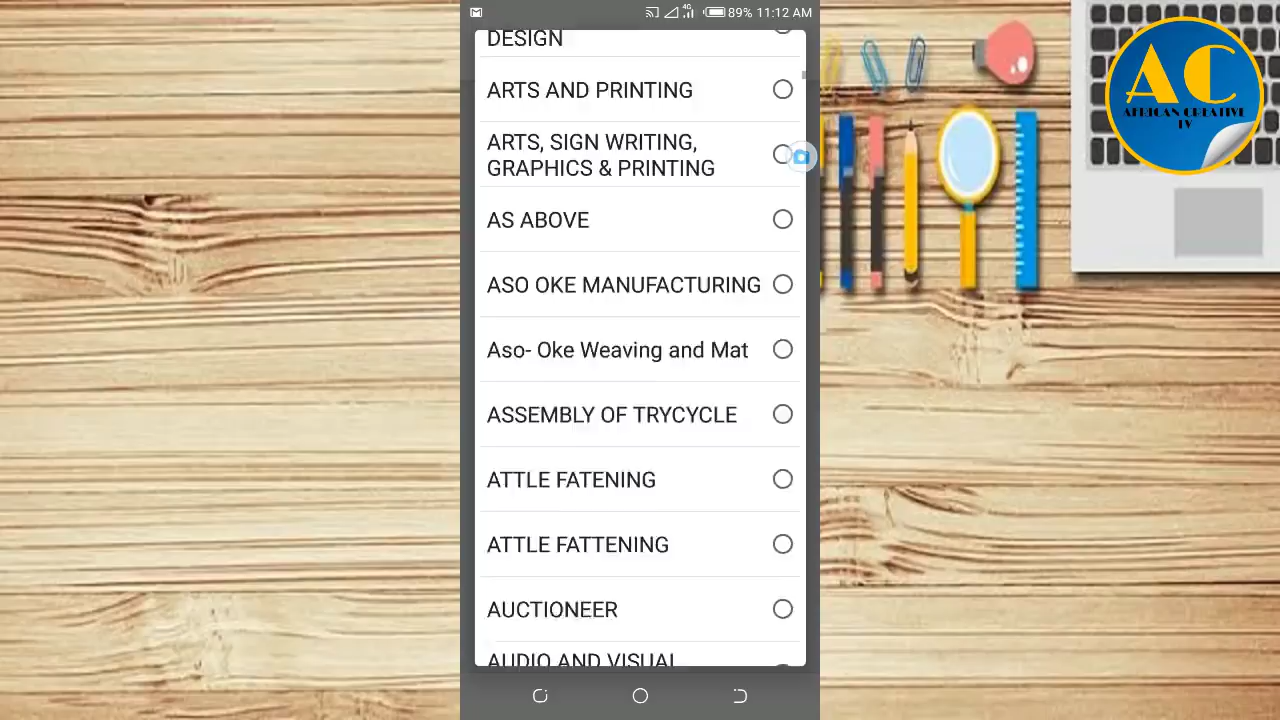 4G 89% 11:12 AM
DESIGN
ARTS AND PRINTING
ARTS, SIGN WRITING,
GRAPHICS & PRINTING
AS ABOVE
ASO OKE MANUFACTURING
Aso- Oke Weaving and Mat
ASSEMBLY OF TRYCYCLE
ATTLE FATENING
ATTLE FATTENING
AUCTIONEER
AUDIO AND VISUAL
AC
AFRICAN CREATIVE
TV